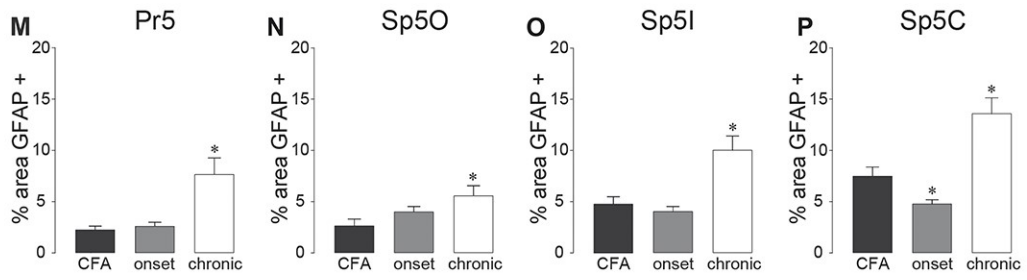 M Pr5
% area GFAP +
20
15
10
5
0
*
CFA onset chronic
N Sp5O
% area GFAP +
20
15
10
5
0
*
CFA onset chronic
O Sp5I
% area GFAP +
20
15
10
5
0
*
CFA onset chronic
P Sp5C
% area GFAP +
20
15
10
5
0
*
*
CFA onset chronic